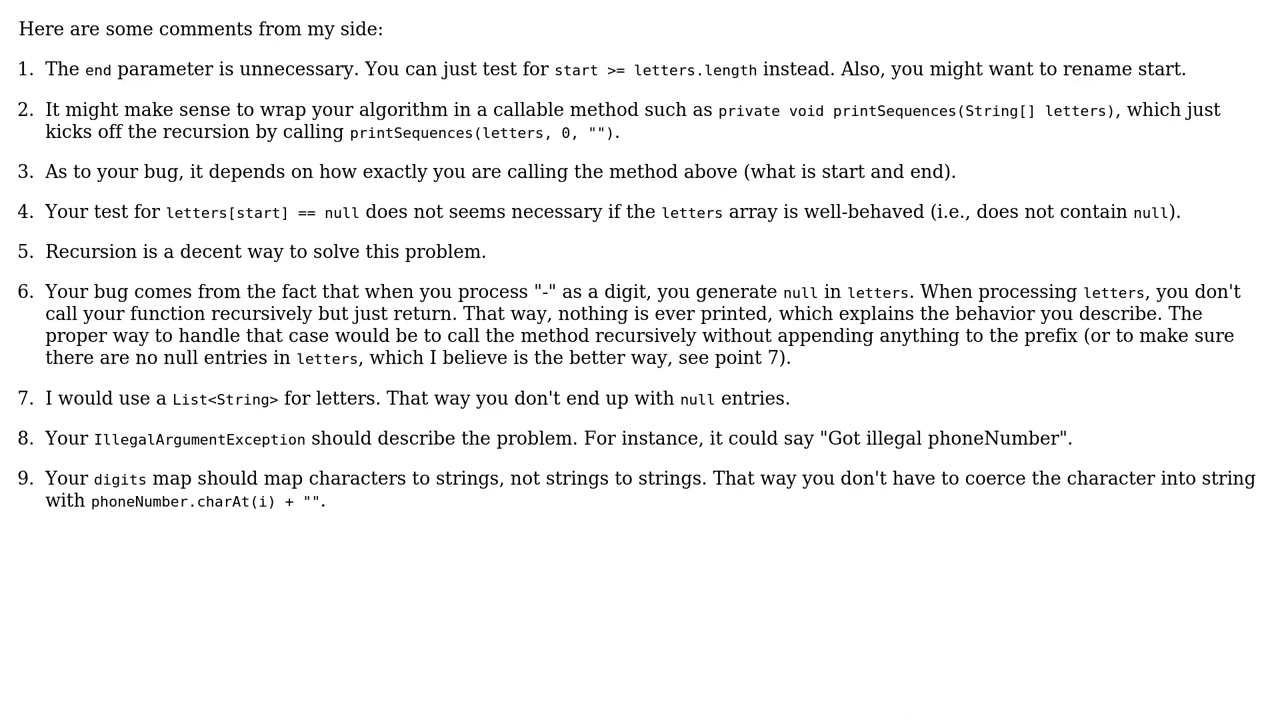 Here are some comments from my side:
1. The end parameter is unnecessary. You can just test for start >= letters.length instead. Also, you might want to rename start.
2. It might make sense to wrap your algorithm in a callable method such as private void printSequences(String[] letters), which just
kicks off the recursion by calling printSequences(letters, 0, "").
3. As to your bug, it depends on how exactly you are calling the method above (what is start and end).
4. Your test for letters[start] == null does not seems necessary if the letters array is well-behaved (i.e., does not contain null).
5. Recursion is a decent way to solve this problem.
6. Your bug comes from the fact that when you process "-" as a digit, you generate null in letters. When processing letters, you don't
call your function recursively but just return. That way, nothing is ever printed, which explains the behavior you describe. The
proper way to handle that case would be to call the method recursively without appending anything to the prefix (or to make sure
there are no null entries in letters, which I believe is the better way, see point 7).
7. I would use a List<String> for letters. That way you don't end up with null entries.
8. Your IllegalArgumentException should describe the problem. For instance, it could say "Got illegal phoneNumber".
9. Your digits map should map characters to strings, not strings to strings. That way you don't have to coerce the character into string
with phoneNumber.charAt(i) + "".